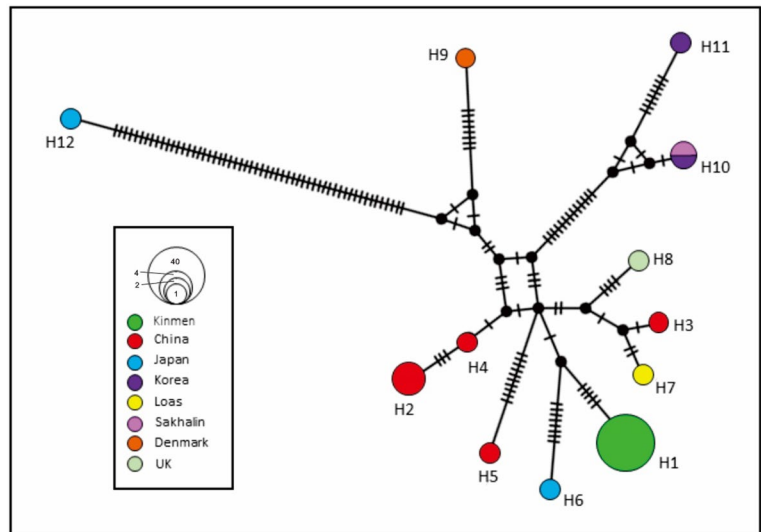 H11
H9
H12
H10
40
4
2
1
H8
Kinmen
China
Japan
Korea
Loas
Sakhalin
Denmark
UK
H3
H4
H7
H2
H5
H1
H6